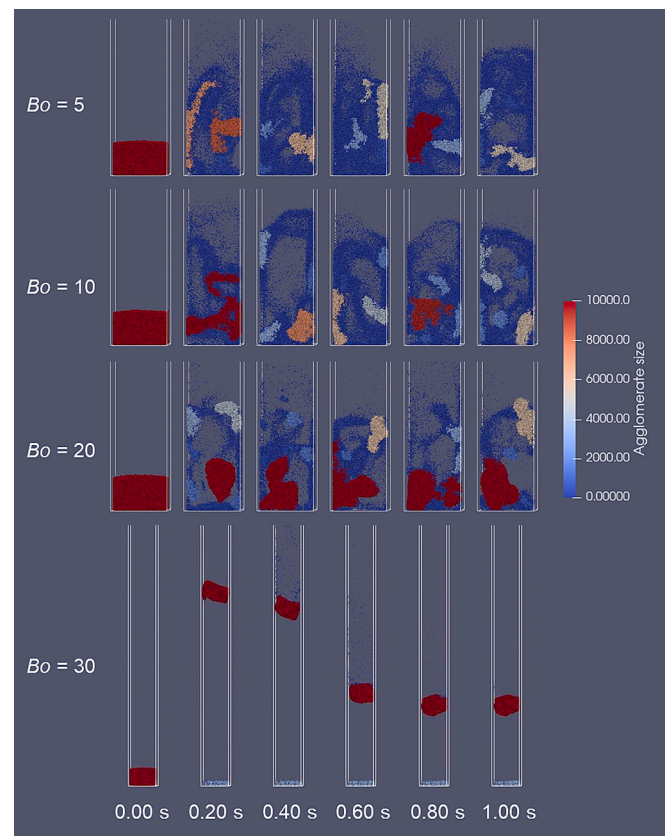 Bo = 5
Bo = 10
Bo = 20
Bo = 30
10000.0
8000.00
6000.00
4000.00
2000.00
0.00000
Agglomerate size
0.00 s 0.20 s 0.40 s 0.60 s 0.80 s 1.00 s